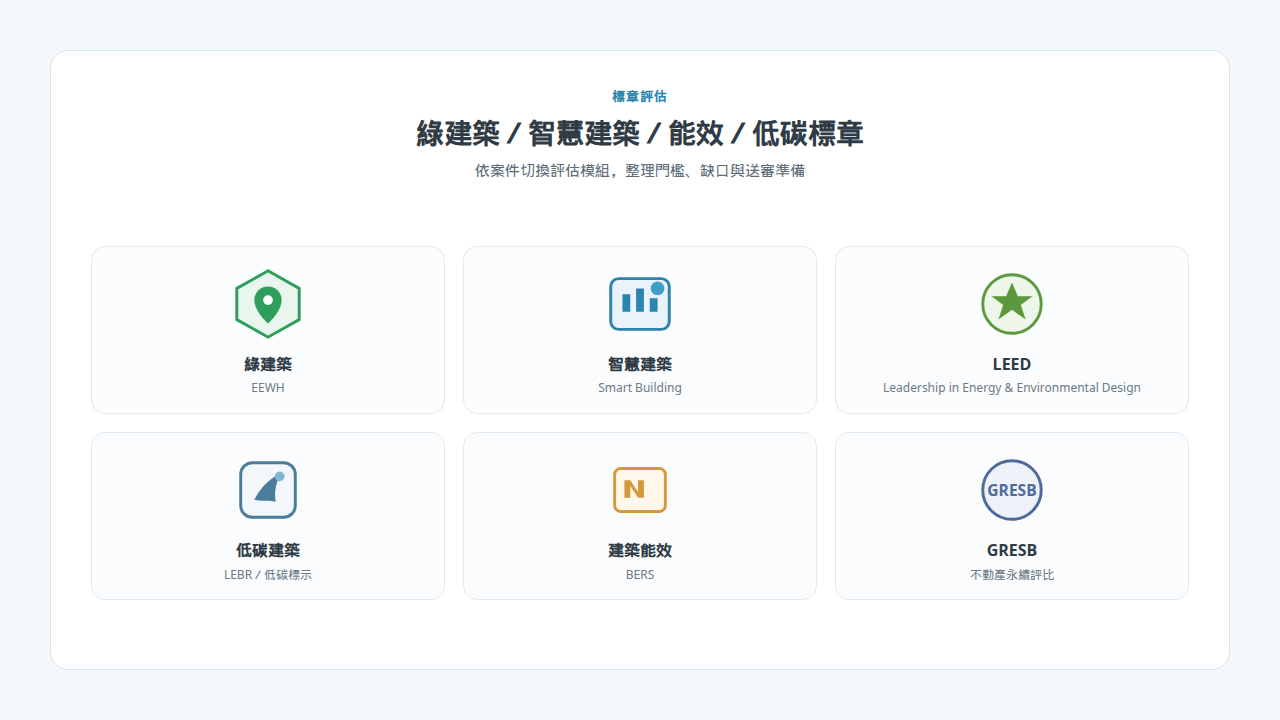 標章評估
綠建築 / 智慧建築 / 能效 / 低碳標章
依案件切換評估模組，整理門檻、缺口與送審準備
綠建築
EEWH
智慧建築
Smart Building
LEED
Leadership in Energy & Environmental Design
低碳建築
LEBR / 低碳標示
N
建築能效
BERS
GRESB
GRESB
不動產永續評比